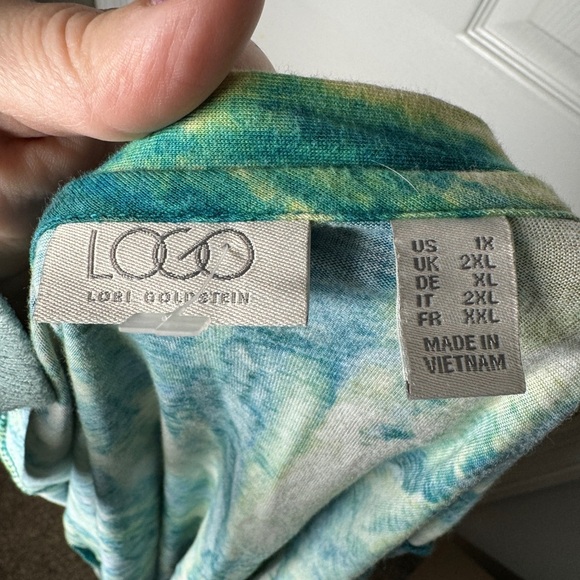 LOGO
LORI GOLDSTEIN
US 1X
UK 2XL
DE XL
IT 2XL
FR XXL
MADE IN
VIETNAM